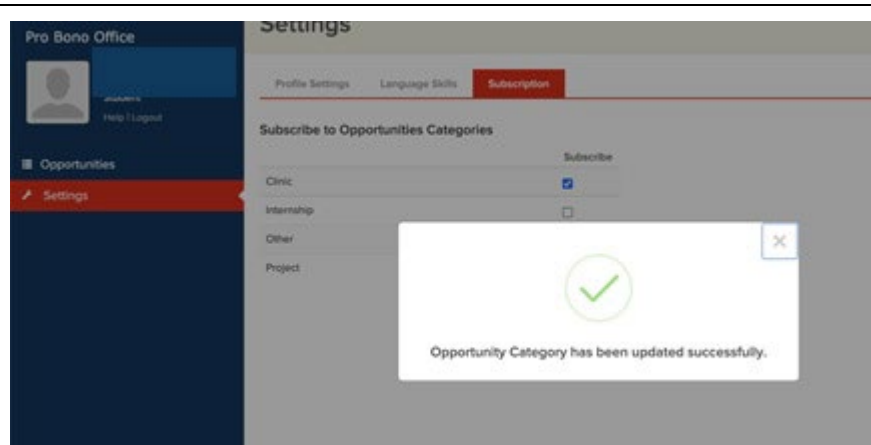 Pro Bono Office
Student
Help | Logout
Opportunities
Settings
Settings
Profile Settings Language Skills Subscription
Subscribe to Opportunities Categories
Subscribe
Clinic
Internship
Other
Project
×
Opportunity Category has been updated successfully.